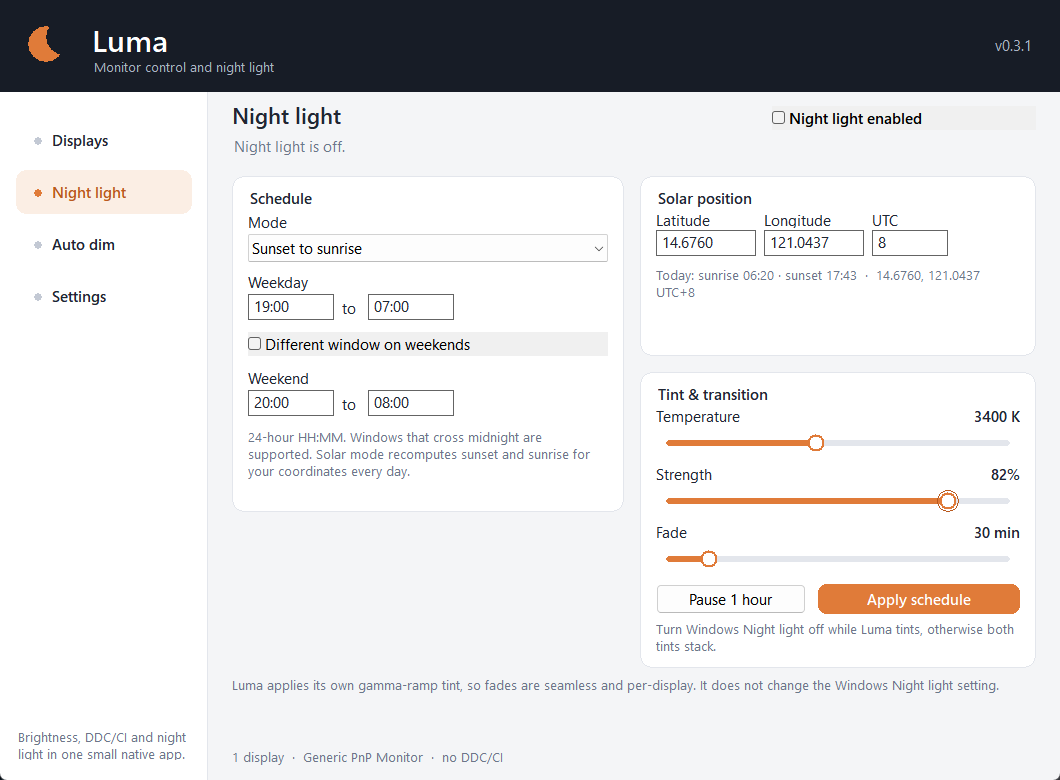 Luma
Monitor control and night light
v0.3.1
Displays
Night light
Auto dim
Settings
Brightness, DDC/CI and night
light in one small native app.
Night light
Night light is off.
Night light enabled
Schedule
Mode
Sunset to sunrise
Weekday
19:00 to 07:00
Different window on weekends
Weekend
20:00 to 08:00
24-hour HH:MM. Windows that cross midnight are
supported. Solar mode recomputes sunset and sunrise for
your coordinates every day.
Solar position
Latitude Longitude UTC
14.6760 121.0437 8
Today: sunrise 06:20 · sunset 17:43 · 14.6760, 121.0437
UTC+8
Tint & transition
Temperature 3400 K
Strength 82%
Fade 30 min
Pause 1 hour Apply schedule
Turn Windows Night light off while Luma tints, otherwise both
tints stack.
Luma applies its own gamma-ramp tint, so fades are seamless and per-display. It does not change the Windows Night light setting.
1 display · Generic PnP Monitor · no DDC/CI